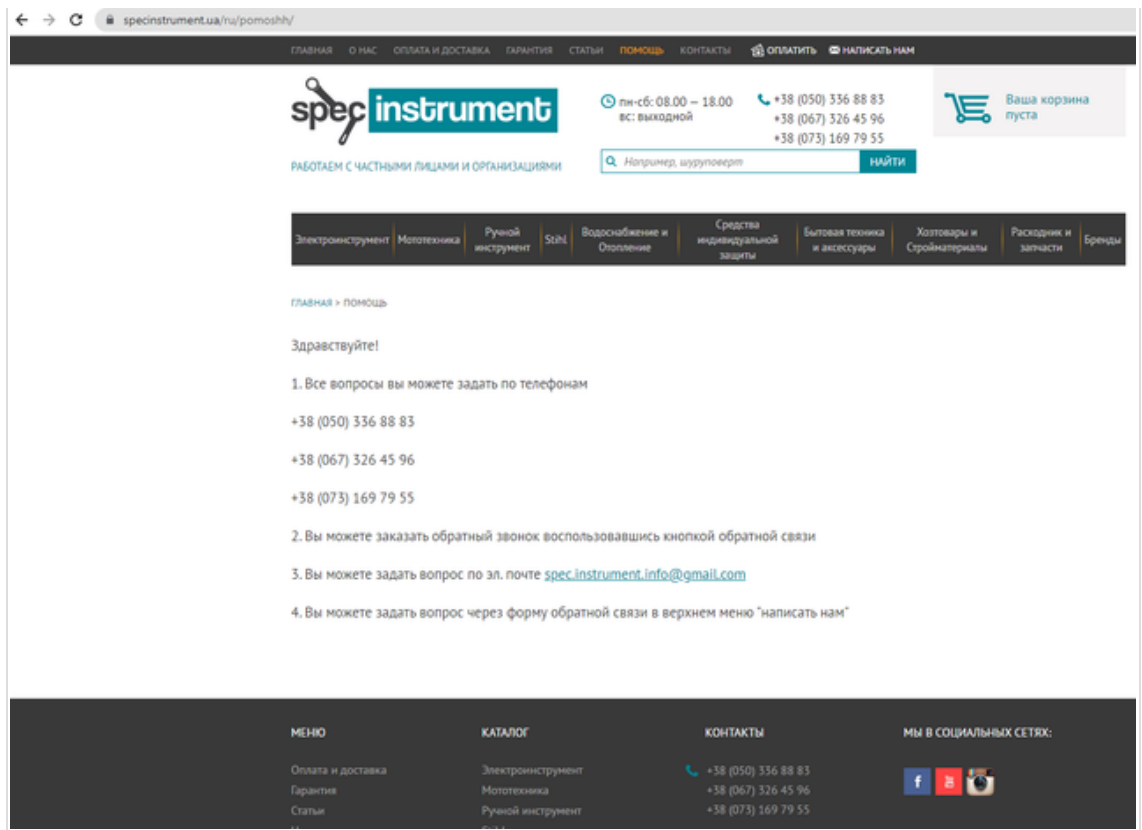 specinstrument.ua/ru/pomoshh/
ГЛАВНАЯ О НАС ОПЛАТА И ДОСТАВКА ГАРАНТИЯ СТАТЬИ ПОМОЩЬ КОНТАКТЫ ОПЛАТИТЬ НАПИСАТЬ НАМ
spec instrument
РАБОТАЕМ С ЧАСТНЫМИ ЛИЦАМИ И ОРГАНИЗАЦИЯМИ
пн-сб: 08.00 – 18.00
вс: выходной
+38 (050) 336 88 83
+38 (067) 326 45 96
+38 (073) 169 79 55
Ваша корзина
пуста
Например, шуруповерт НАЙТИ
Электроинструмент
Мототехника
Ручной
инструмент
Stihl
Водоснабжение и
Отопление
Средства
индивидуальной
защиты
Бытовая техника
и аксессуары
Хозтовары и
Стройматериалы
Расходник и
запчасти
Бренды
ГЛАВНАЯ > ПОМОЩЬ
Здравствуйте!
1. Все вопросы вы можете задать по телефонам
+38 (050) 336 88 83
+38 (067) 326 45 96
+38 (073) 169 79 55
2. Вы можете заказать обратный звонок воспользовавшись кнопкой обратной связи
3. Вы можете задать вопрос по эл. почте spec.instrument.info@gmail.com
4. Вы можете задать вопрос через форму обратной связи в верхнем меню "написать нам"
МЕНЮ
Оплата и доставка
Гарантия
Статьи
КАТАЛОГ
Электроинструмент
Мототехника
Ручной инструмент
КОНТАКТЫ
+38 (050) 336 88 83
+38 (067) 326 45 96
+38 (073) 169 79 55
МЫ В СОЦИАЛЬНЫХ СЕТЯХ: